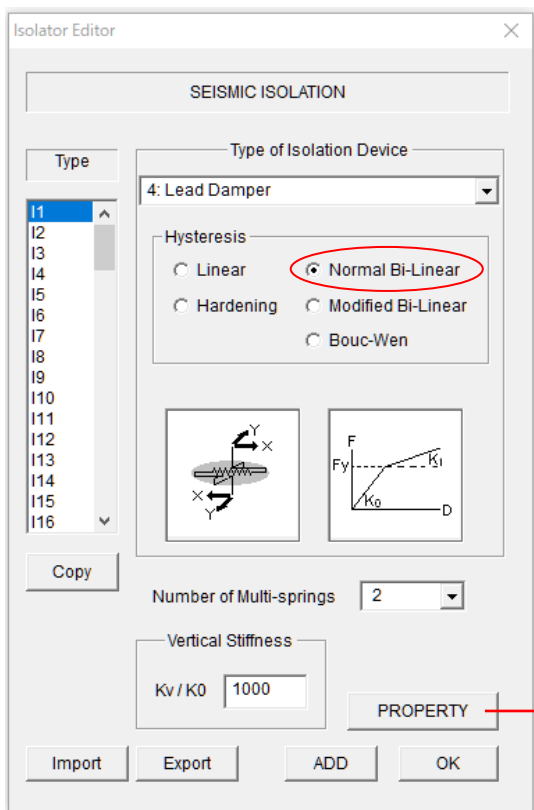 Isolator Editor
SEISMIC ISOLATION
Type
I1
I2
I3
I4
I5
I6
I7
I8
I9
I10
I11
I12
I13
I14
I15
I16
Copy
Type of Isolation Device
4: Lead Damper
Hysteresis
Linear
Normal Bi-Linear
Hardening
Modified Bi-Linear
Bouc-Wen
Y
X
X
Y
F
Fy
K1
K0
D
Number of Multi-springs
2
Vertical Stiffness
Kv / K0
1000
PROPERTY
Import
Export
ADD
OK